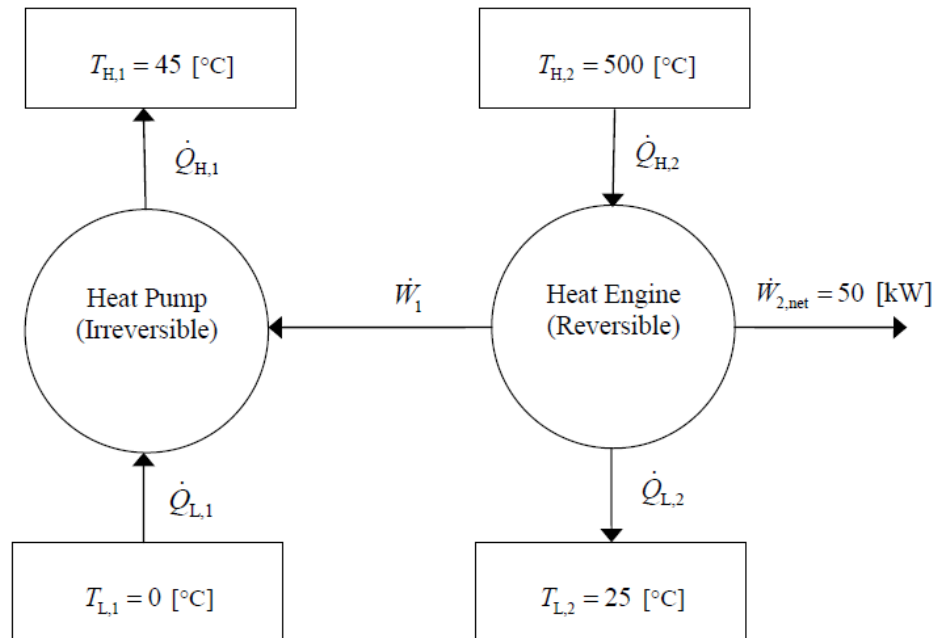 T_H,1 = 45 [°C]
T_H,2 = 500 [°C]
Q̇_H,1
Q̇_H,2
Heat Pump
(Irreversible)
Ẇ_1
Heat Engine
(Reversible)
Ẇ_2,net = 50 [kW]
Q̇_L,1
Q̇_L,2
T_L,1 = 0 [°C]
T_L,2 = 25 [°C]